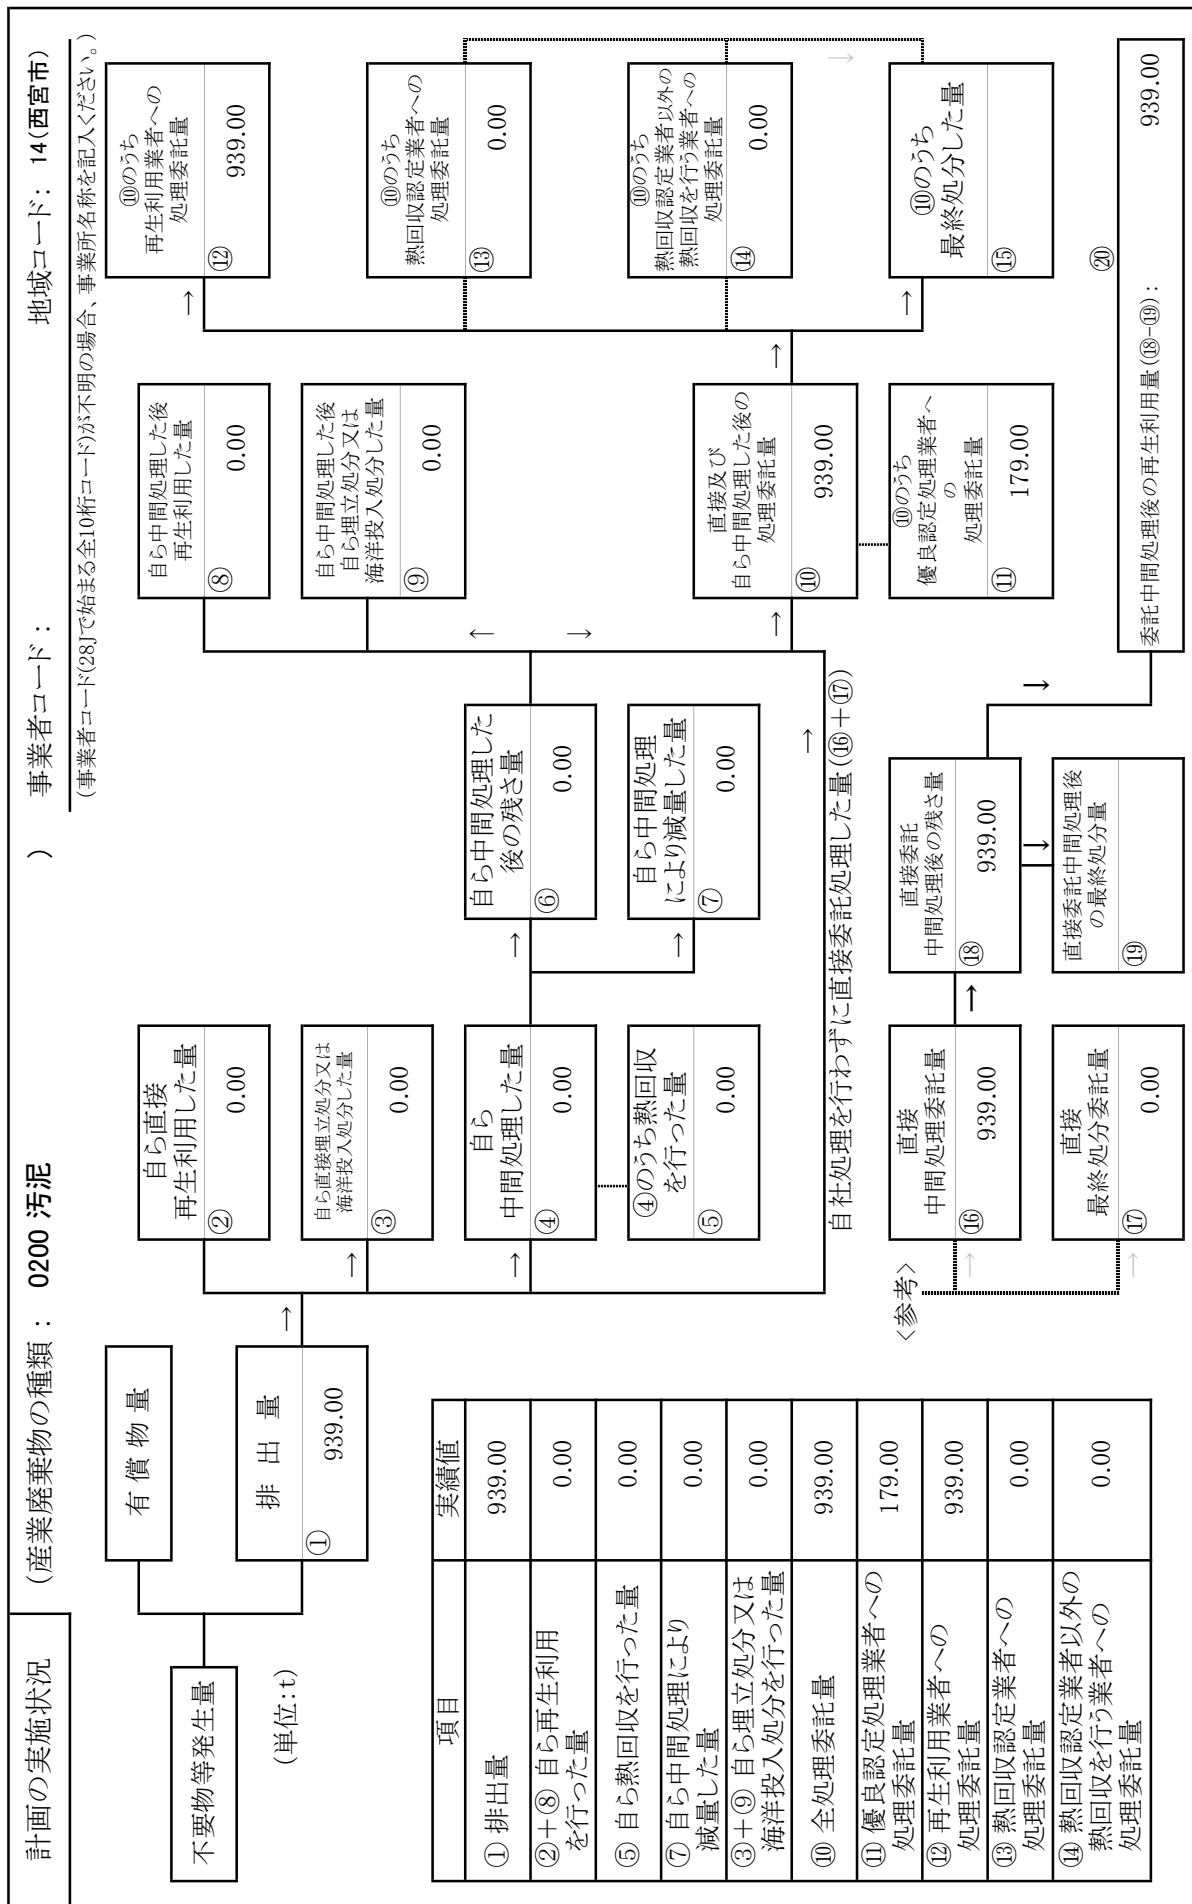 計画の実施状況
(産業廃棄物の種類： 0200 汚泥 )
事業者コード： 地域コード： 14(西宮市)
(事業者コード(28」で始まる全10桁コード)が不明の場合、事業所名称を記入ください。)
不要物等発生量
(単位:t)
有 償 物 量
排 出 量
① 939.00
自ら直接
再生利用した量
② 0.00
自ら直接埋立処分又は
海洋投入処分した量
③ 0.00
自ら
中間処理した量
④ 0.00
④のうち熱回収
を行った量
⑤ 0.00
自ら中間処理した
後の残さ量
⑥ 0.00
自ら中間処理
により減量した量
⑦ 0.00
自ら中間処理した後
再生利用した量
⑧ 0.00
自ら中間処理した後
自ら埋立処分又は
海洋投入処分した量
⑨ 0.00
直接及び
自ら中間処理した後の
処理委託量
⑩ 939.00
⑩のうち
優良認定処理業者へ
の
処理委託量
⑪ 179.00
⑩のうち
再生利用業者への
処理委託量
⑫ 939.00
⑩のうち
熱回収認定業者への
処理委託量
⑬ 0.00
⑩のうち
熱回収認定業者以外の
熱回収を行う業者への
処理委託量
⑭ 0.00
⑩のうち
最終処分した量
⑮
自社処理を行わずに直接委託処理した量(⑯＋⑰)
<参考>
直接
中間処理委託量
⑯ 939.00
直接
最終処分委託量
⑰ 0.00
直接委託
中間処理後の残さ量
⑱ 939.00
直接委託中間処理後
の最終処分量
⑲
⑳
委託中間処理後の再生利用量(⑱-⑲)： 939.00
項目 実績値
① 排出量 939.00
②＋⑧ 自ら再生利用
を行った量 0.00
⑤ 自ら熱回収を行った量 0.00
⑦ 自ら中間処理により
減量した量 0.00
③＋⑨ 自ら埋立処分又は
海洋投入処分を行った量 0.00
⑩ 全処理委託量 939.00
⑪ 優良認定処理業者への
処理委託量 179.00
⑫ 再生利用業者への
処理委託量 939.00
⑬ 熱回収認定業者への
処理委託量 0.00
⑭ 熱回収認定業者以外の
熱回収を行う業者への
処理委託量 0.00